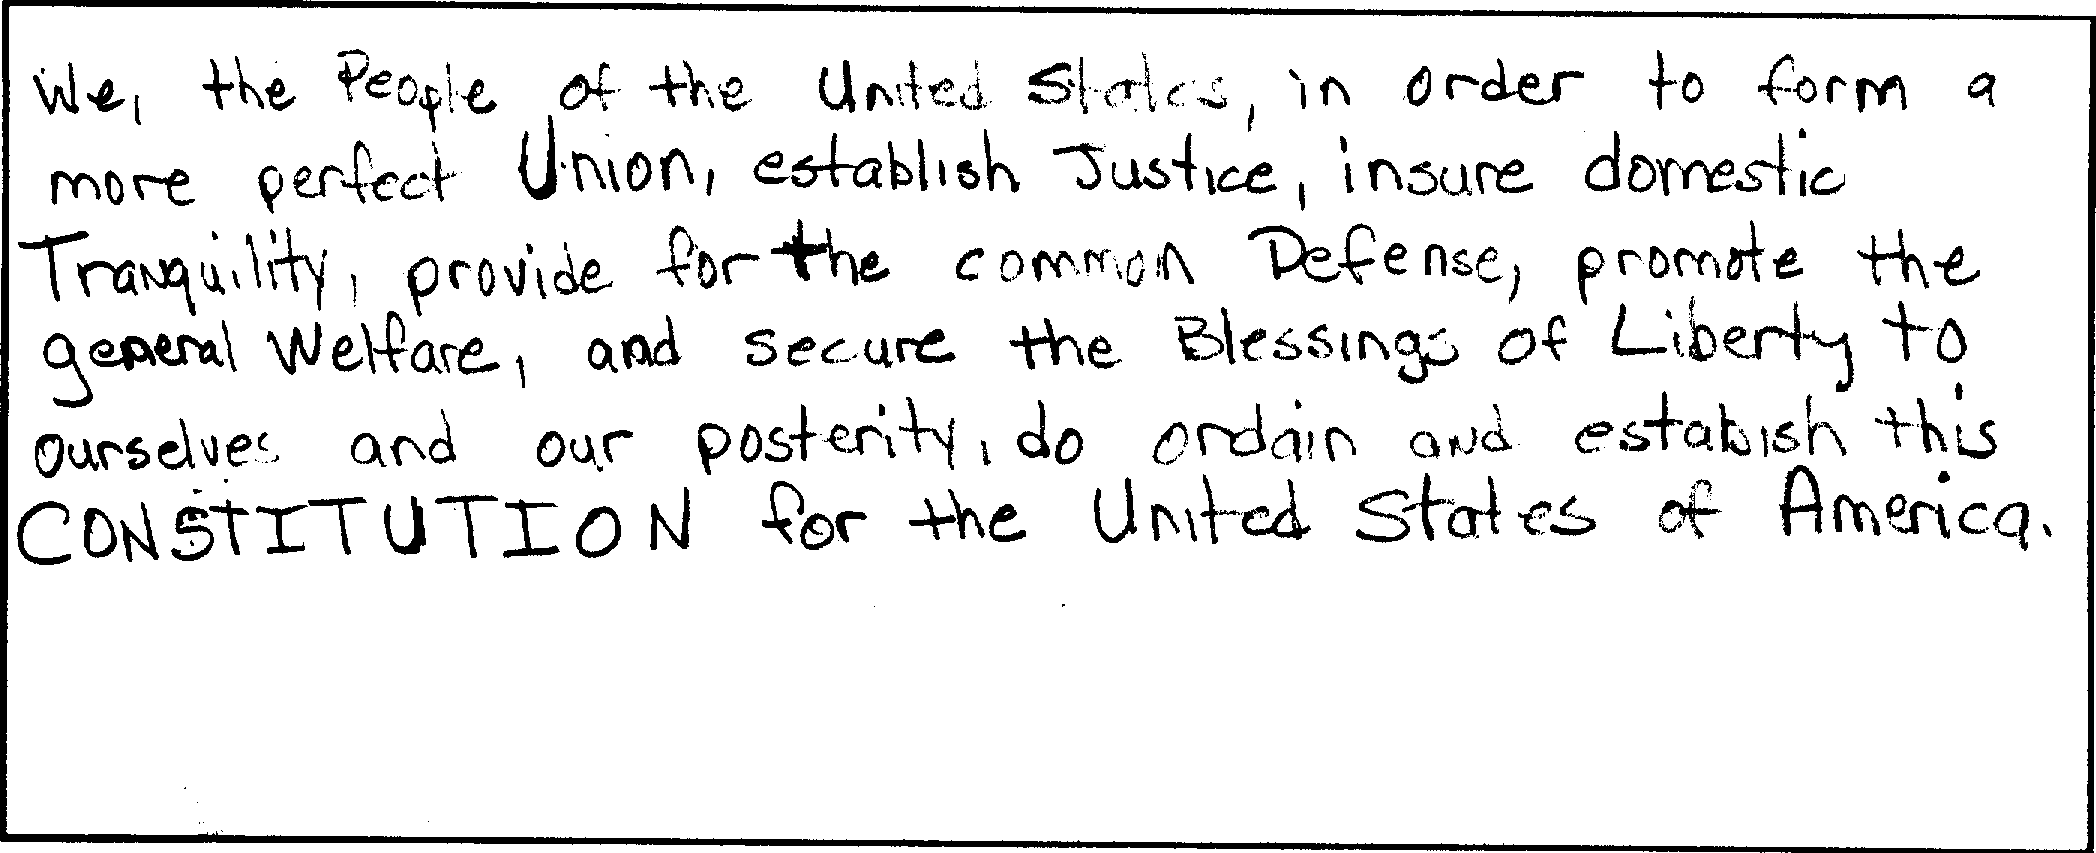 We, the People of the United States, in order to form a
more perfect Union, establish Justice, insure domestic
Tranquility, provide for the common Defense, promote the
general Welfare, and secure the Blessings of Liberty to
ourselves and our posterity, do ordain and establish this
CONSTITUTION for the United States of America.